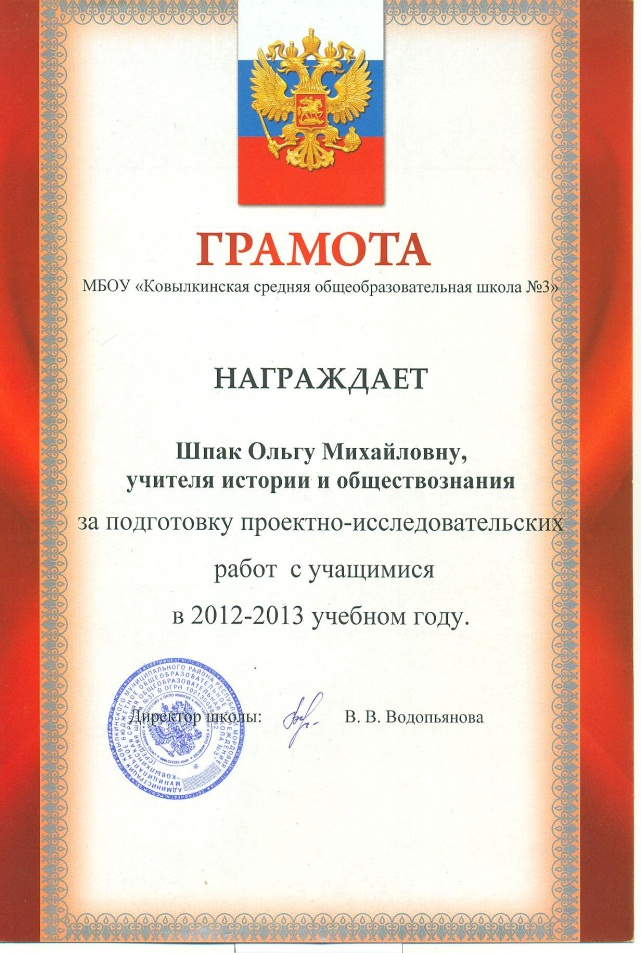 ГРАМОТА
МБОУ «Ковылкинская средняя общеобразовательная школа №3»
НАГРАЖДАЕТ
Шпак Ольгу Михайловну,
учителя истории и обществознания
за подготовку проектно-исследовательских
работ с учащимися
в 2012-2013 учебном году.
Директор школы: В. В. Водопьянова